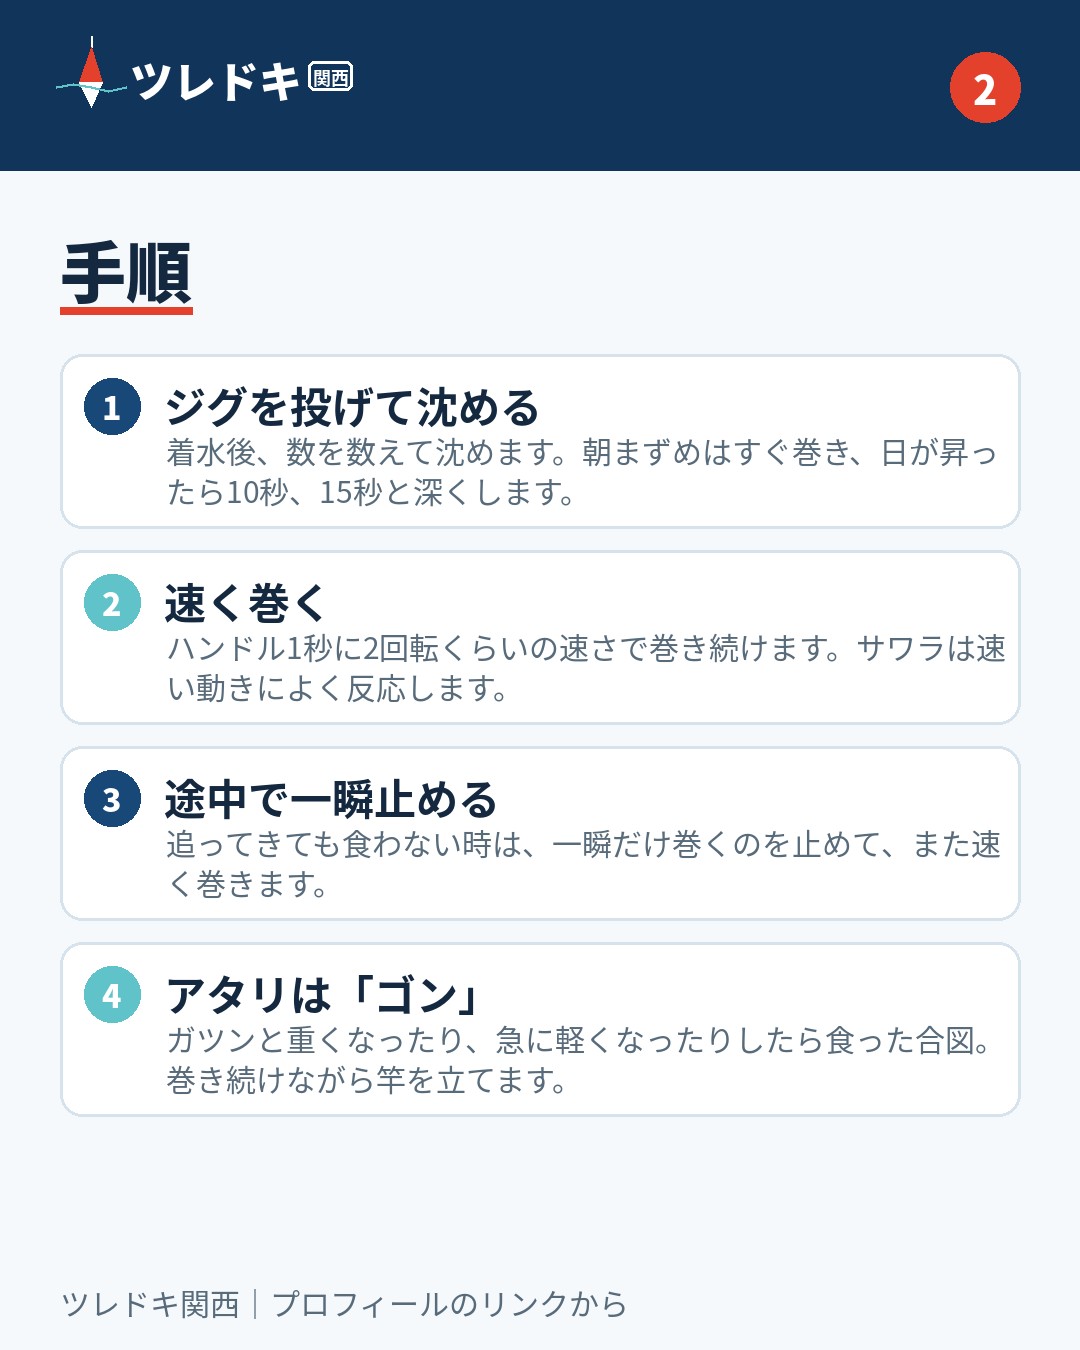 ツレドキ 関西
2
手順
1 ジグを投げて沈める
着水後、数を数えて沈めます。朝まずめはすぐ巻き、日が昇っ
たら10秒、15秒と深くします。
2 速く巻く
ハンドル1秒に2回転くらいの速さで巻き続けます。サワラは速
い動きによく反応します。
3 途中で一瞬止める
追ってきても食わない時は、一瞬だけ巻くのを止めて、また速
く巻きます。
4 アタリは「ゴン」
ガツンと重くなったり、急に軽くなったりしたら食った合図。
巻き続けながら竿を立てます。
ツレドキ関西｜プロフィールのリンクから